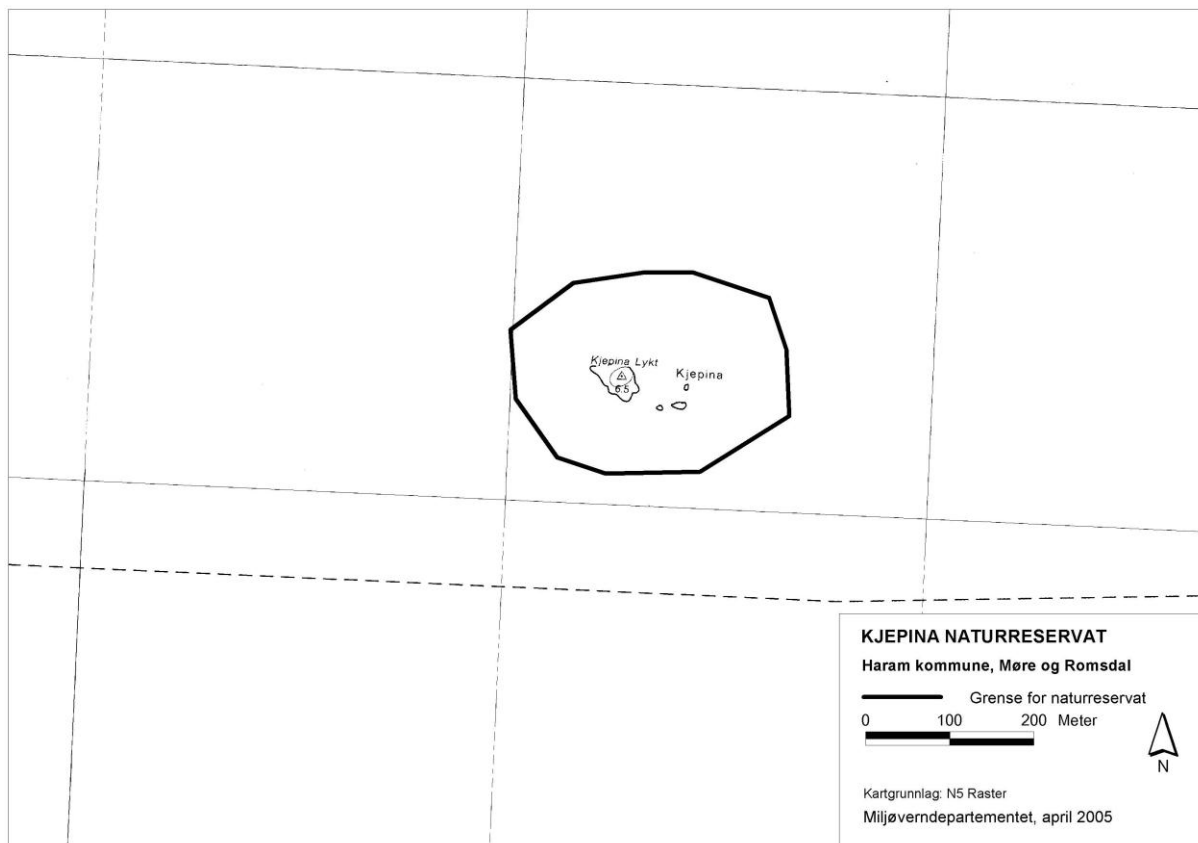 Kjepina Lykt
Kjepina
6.5
KJEPINA NATURRESERVAT
Haram kommune, Møre og Romsdal
Grense for naturreservat
0 100 200 Meter
N
Kartgrunnlag: N5 Raster
Miljøverndepartementet, april 2005